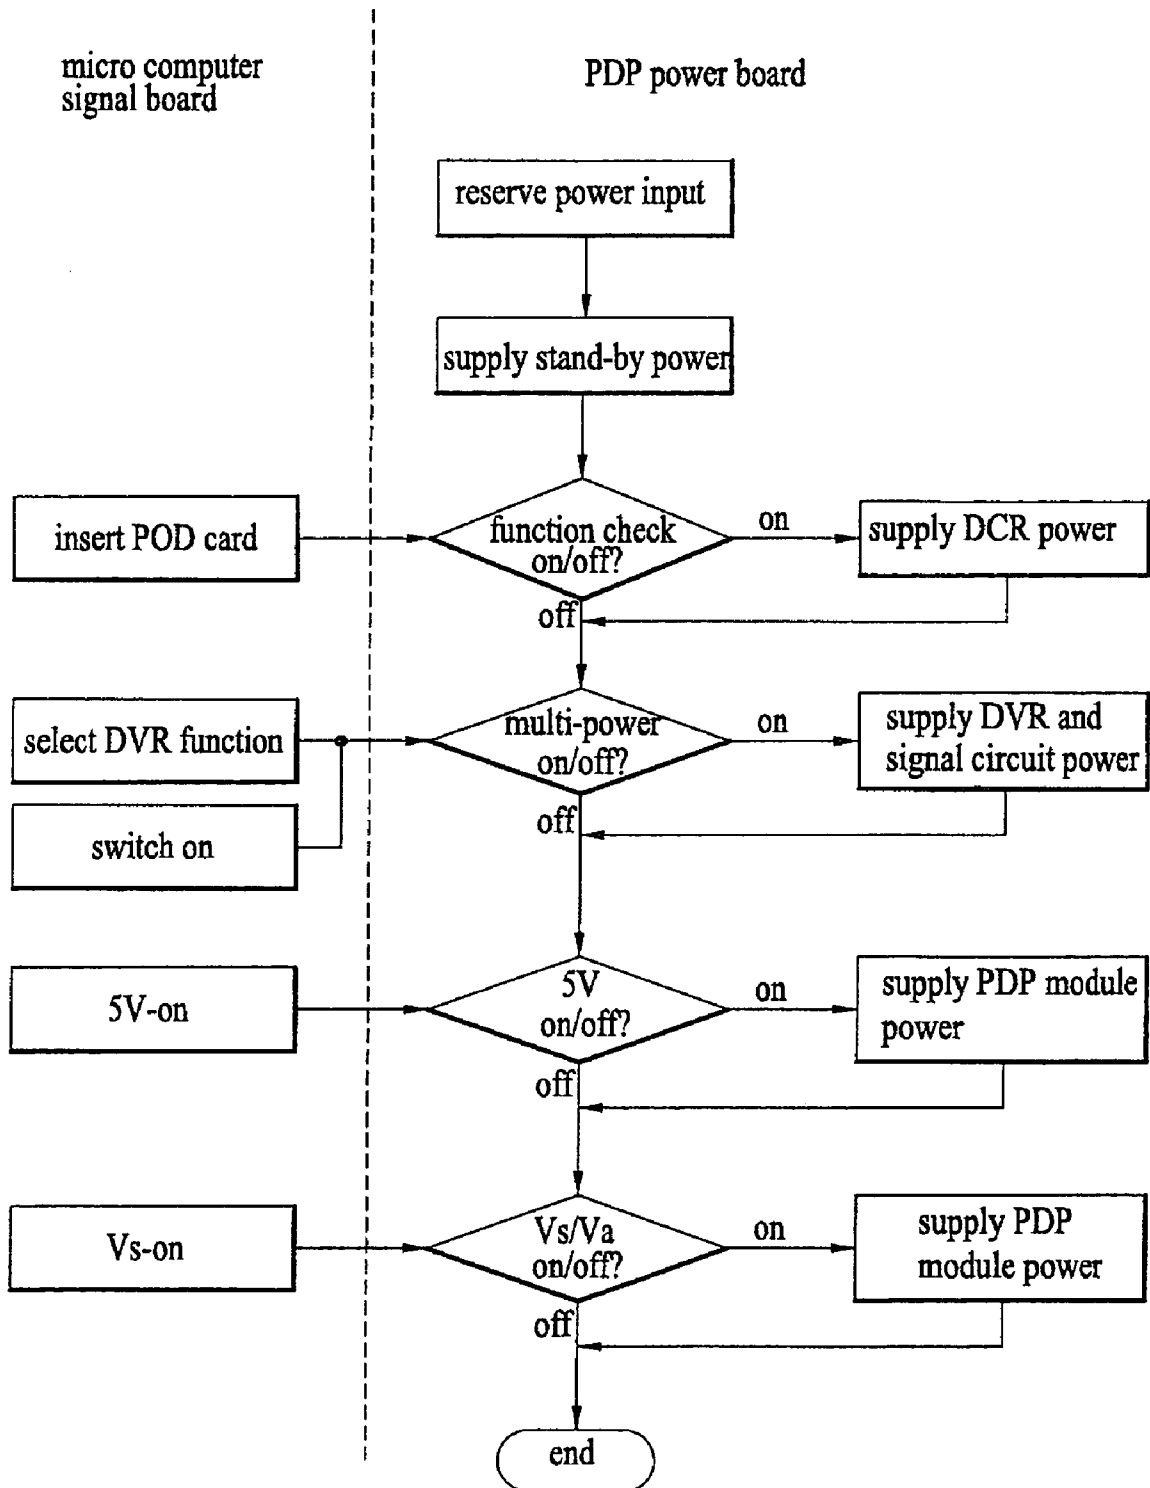 micro computer
signal board
PDP power board
reserve power input
supply stand-by power
insert POD card
function check
on/off?
on
supply DCR power
off
select DVR function
switch on
multi-power
on/off?
on
supply DVR and
signal circuit power
off
5V-on
5V
on/off?
on
supply PDP module
power
off
Vs-on
Vs/Va
on/off?
on
supply PDP
module power
off
end